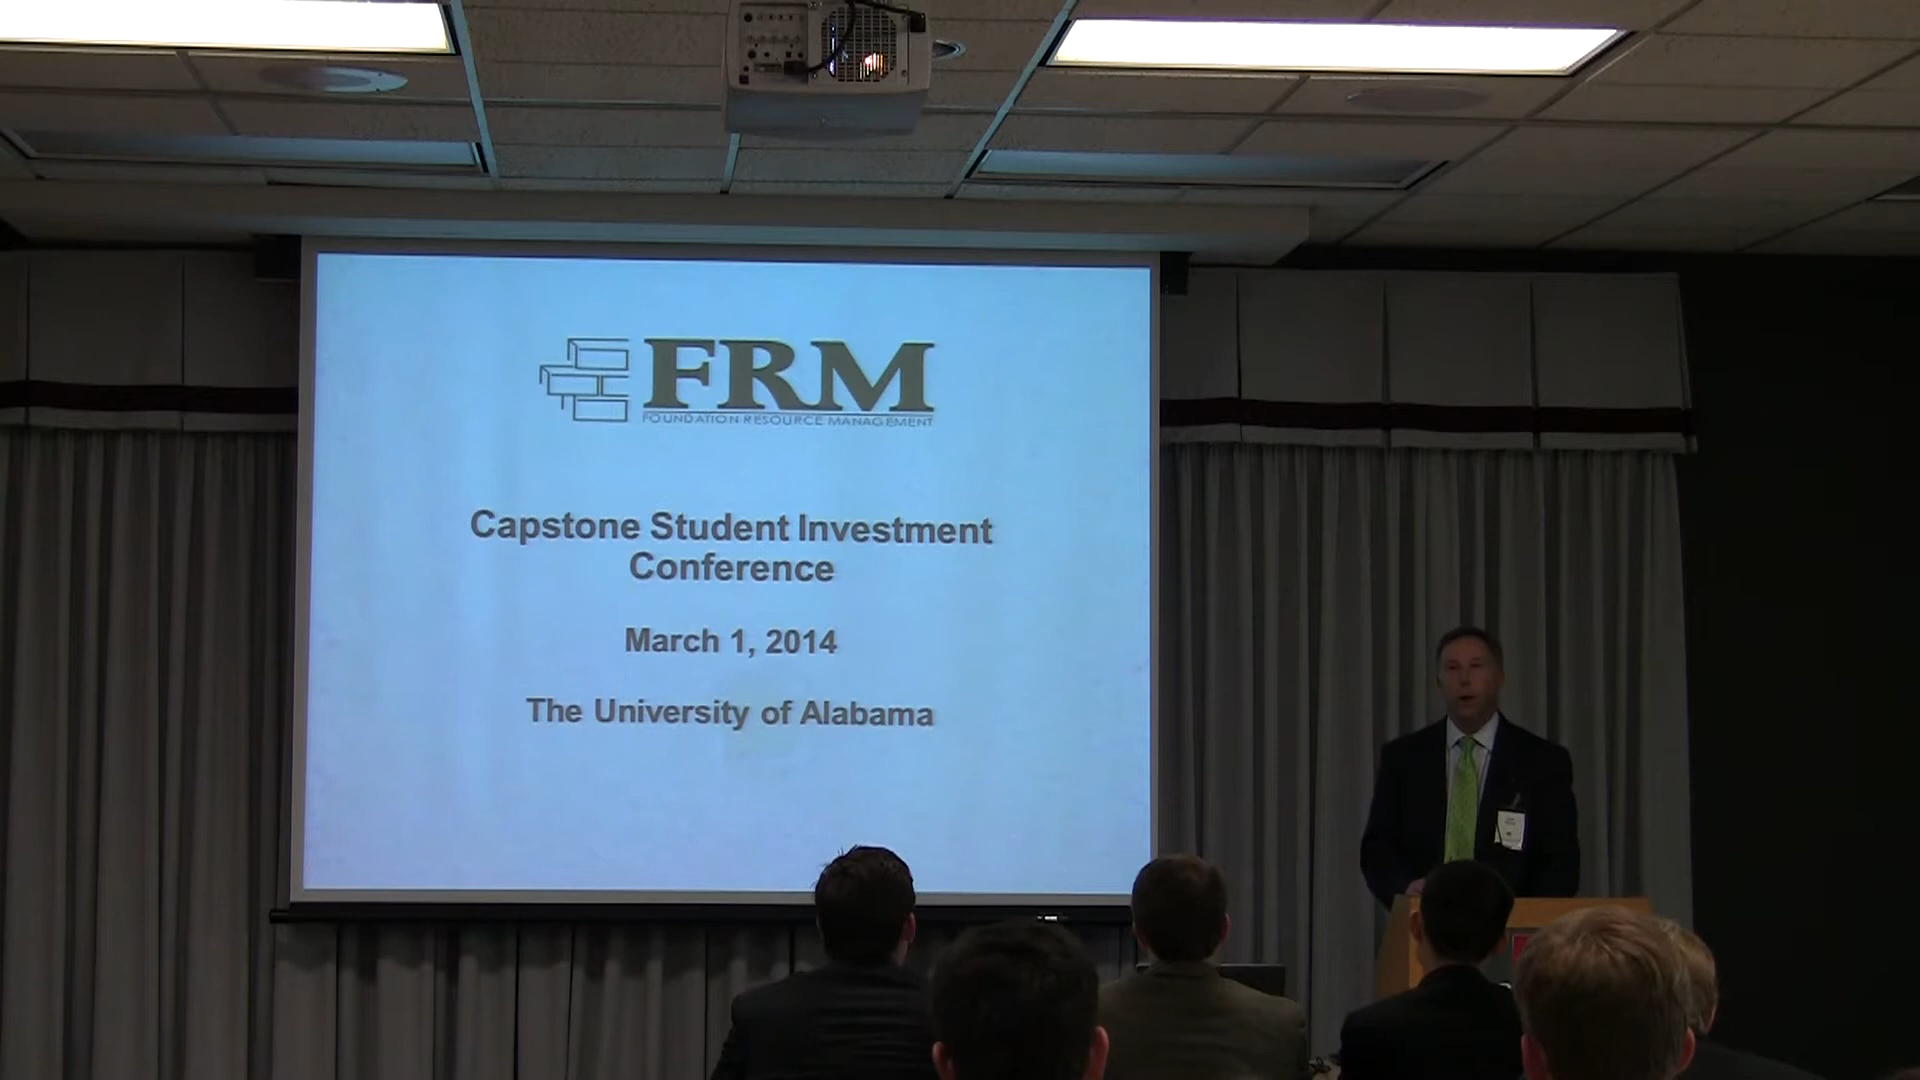 FRM
FOUNDATION RESOURCE MANAGEMENT
Capstone Student Investment
Conference
March 1, 2014
The University of Alabama